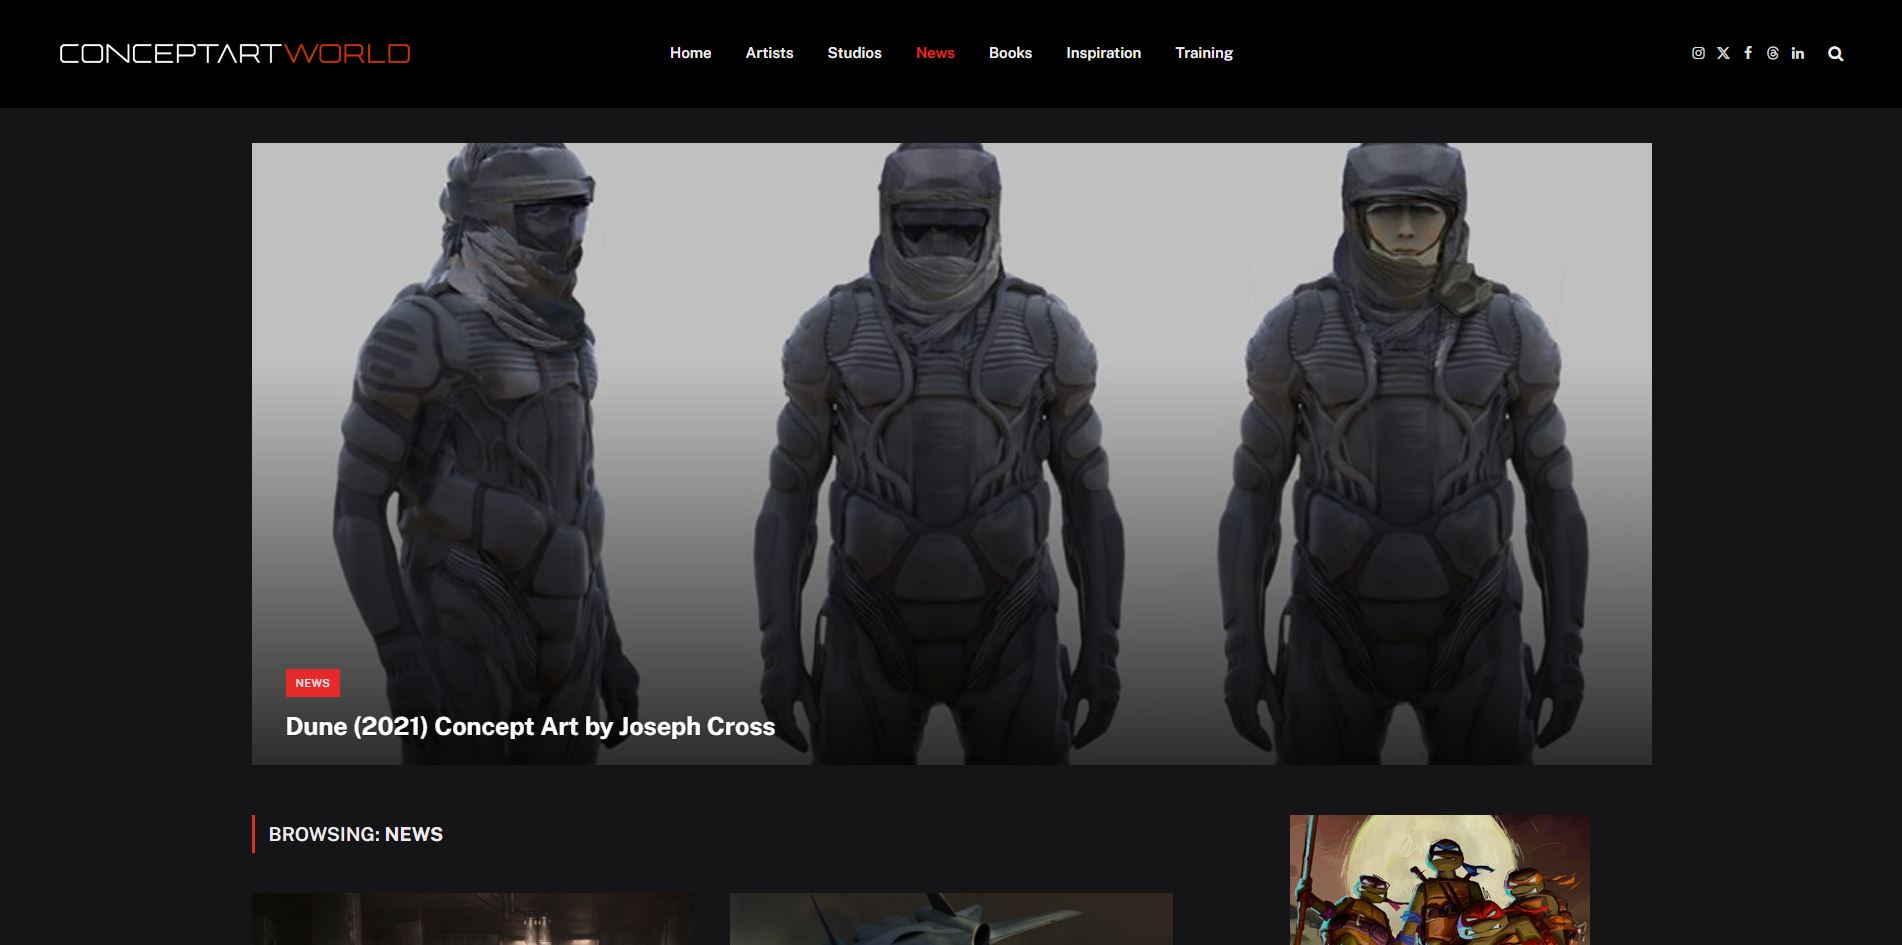 CONCEPTARTWORLD
Home Artists Studios News Books Inspiration Training
NEWS
Dune (2021) Concept Art by Joseph Cross
BROWSING: NEWS